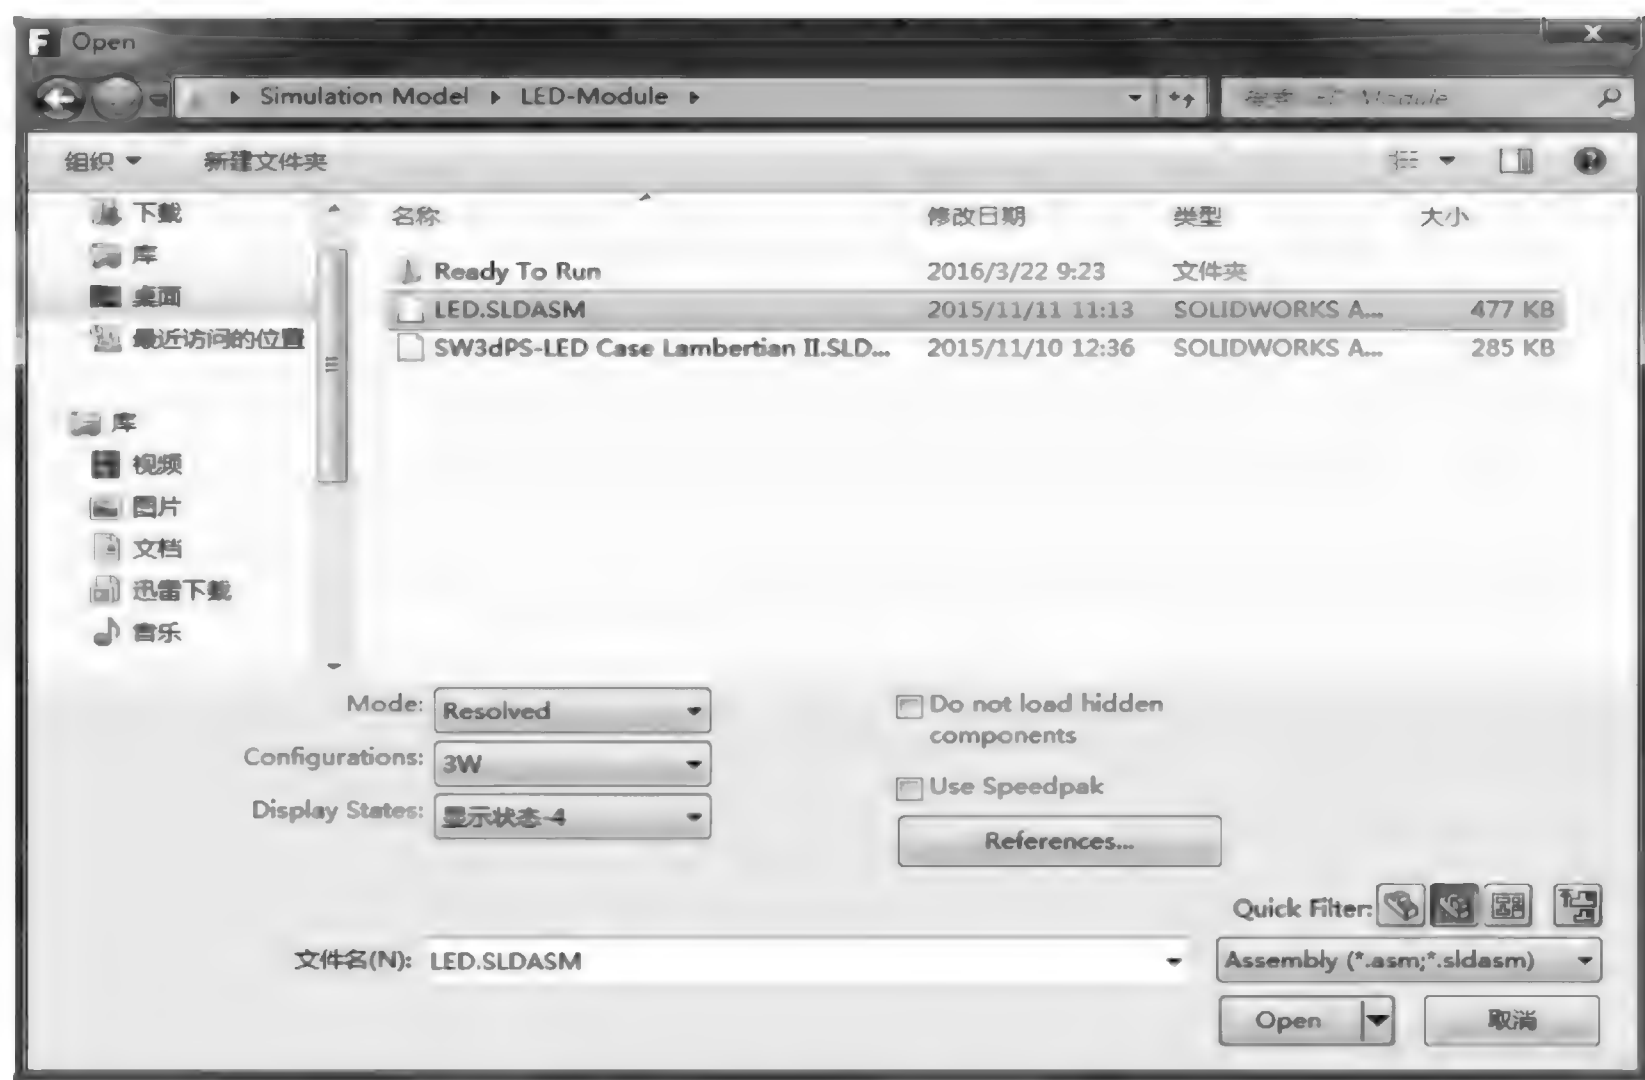 F Open
Simulation Model LED-Module
Module
组织 新建文件夹
下载
库
桌面
最近访问的位置
库
视频
图片
文档
迅雷下载
音乐
名称 修改日期 类型 大小
Ready To Run 2016/3/22 9:23 文件夹
LED.SLDASM 2015/11/11 11:13 SOLIDWORKS A... 477 KB
SW3dPS-LED Case Lambertian II.SLD... 2015/11/10 12:36 SOLIDWORKS A... 285 KB
Mode: Resolved
Configurations: 3W
Display States: 显示状态-4
Do not load hidden
components
Use Speedpak
References...
Quick Filter:
文件名(N): LED.SLDASM
Assembly (*.asm;*.sldasm)
Open 取消